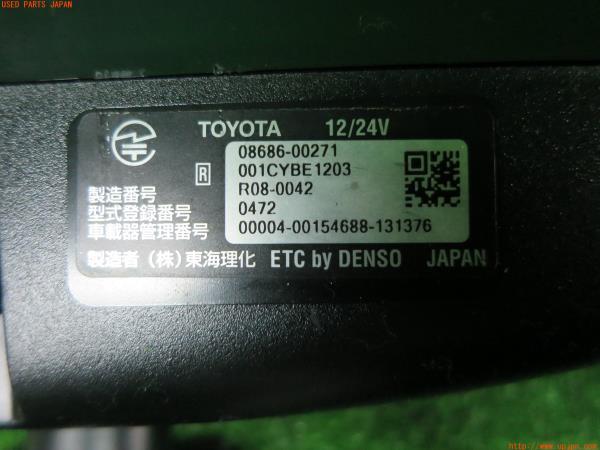 USED PARTS JAPAN
TOYOTA 12/24V
08686-00271
R 001CYBE1203
製造番号 R08-0042
型式登録番号 0472
車載器管理番号 00004-00154688-131376
製造者 (株) 東海理化 ETC by DENSO JAPAN
http://www.upjpn.com/